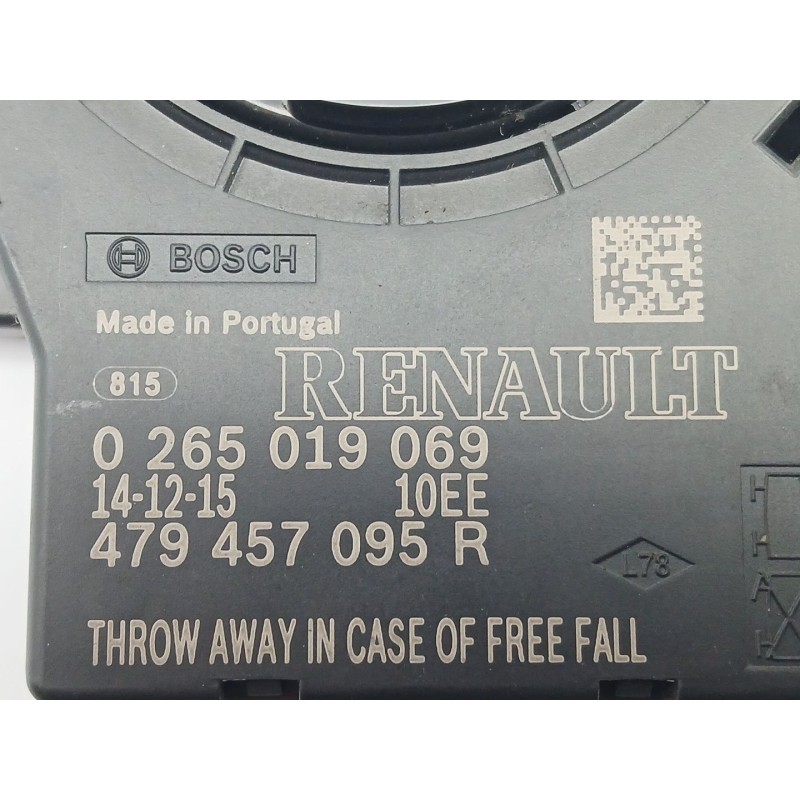 BOSCH
Made in Portugal
815
RENAULT
0 265 019 069
14-12-15 10EE
479 457 095 R
L78
THROW AWAY IN CASE OF FREE FALL
H
H
A
H